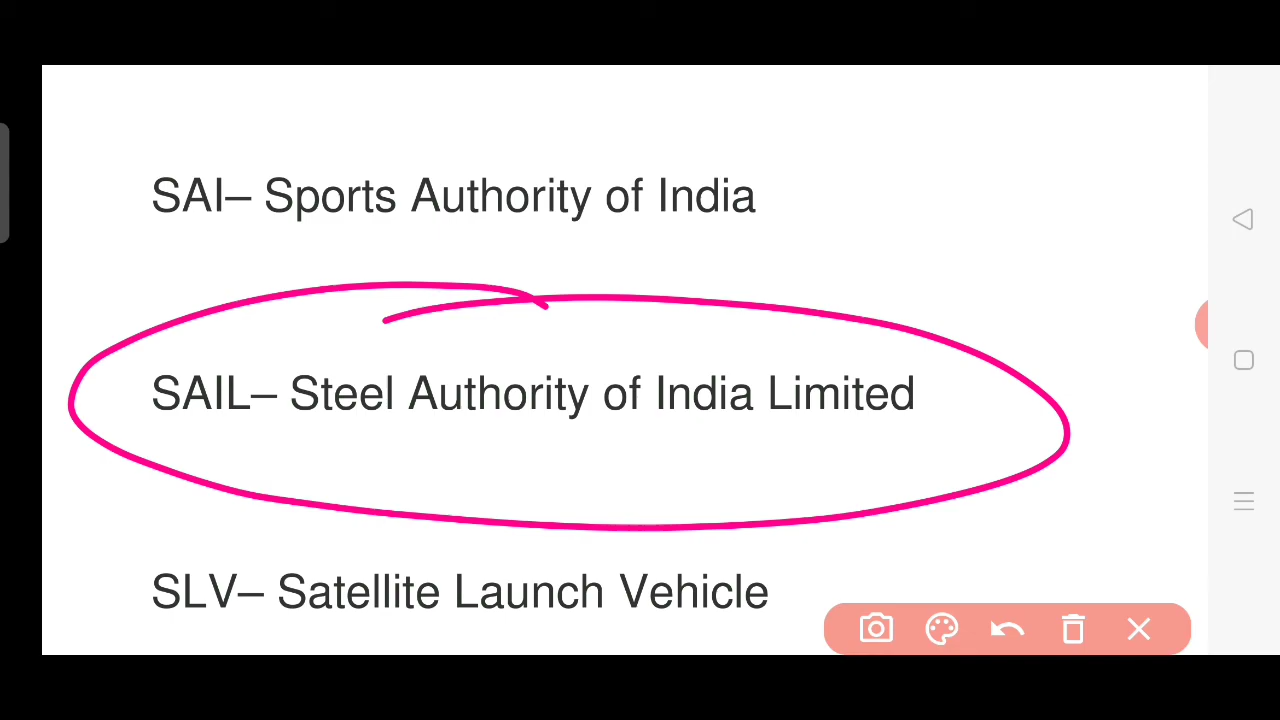 SAI– Sports Authority of India
SAIL– Steel Authority of India Limited
SLV– Satellite Launch Vehicle